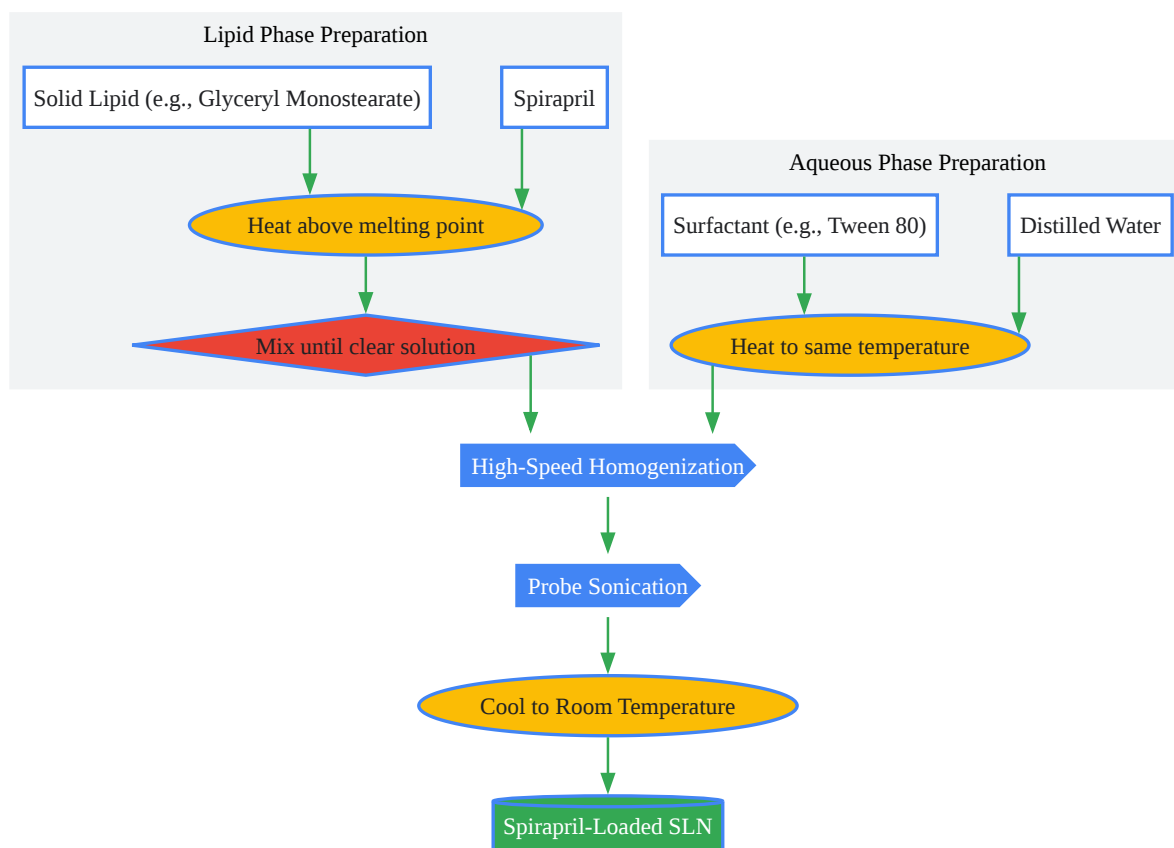 Lipid Phase Preparation
Solid Lipid (e.g., Glyceryl Monostearate)
Spirapril
Heat above melting point
Mix until clear solution
Aqueous Phase Preparation
Surfactant (e.g., Tween 80)
Distilled Water
Heat to same temperature
High-Speed Homogenization
Probe Sonication
Cool to Room Temperature
Spirapril-Loaded SLN